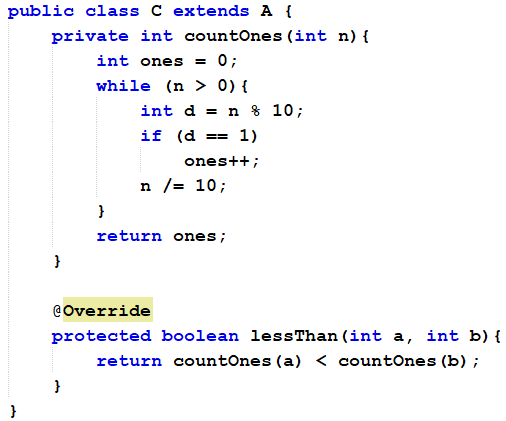 public class C extends A {
    private int countOnes(int n){
        int ones = 0;
        while (n > 0){
            int d = n % 10;
            if (d == 1)
                ones++;
            n /= 10;
        }
        return ones;
    }

    @Override
    protected boolean lessThan(int a, int b){
        return countOnes(a) < countOnes(b);
    }
}